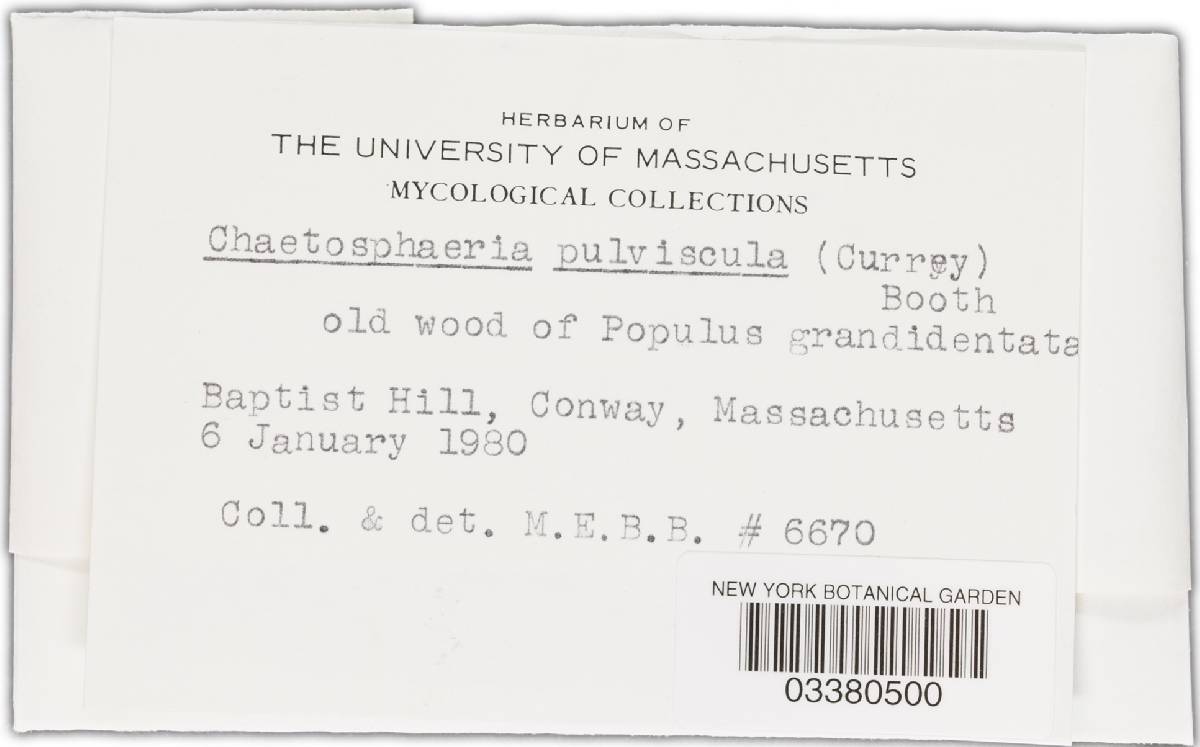 HERBARIUM OF
THE UNIVERSITY OF MASSACHUSETTS
MYCOLOGICAL COLLECTIONS
Chaetosphaeria pulviscula (Currey)
Booth
old wood of Populus grandidentata
Baptist Hill, Conway, Massachusetts
6 January 1980
Coll. & det. M.E.B.B. # 6670
NEW YORK BOTANICAL GARDEN
03380500